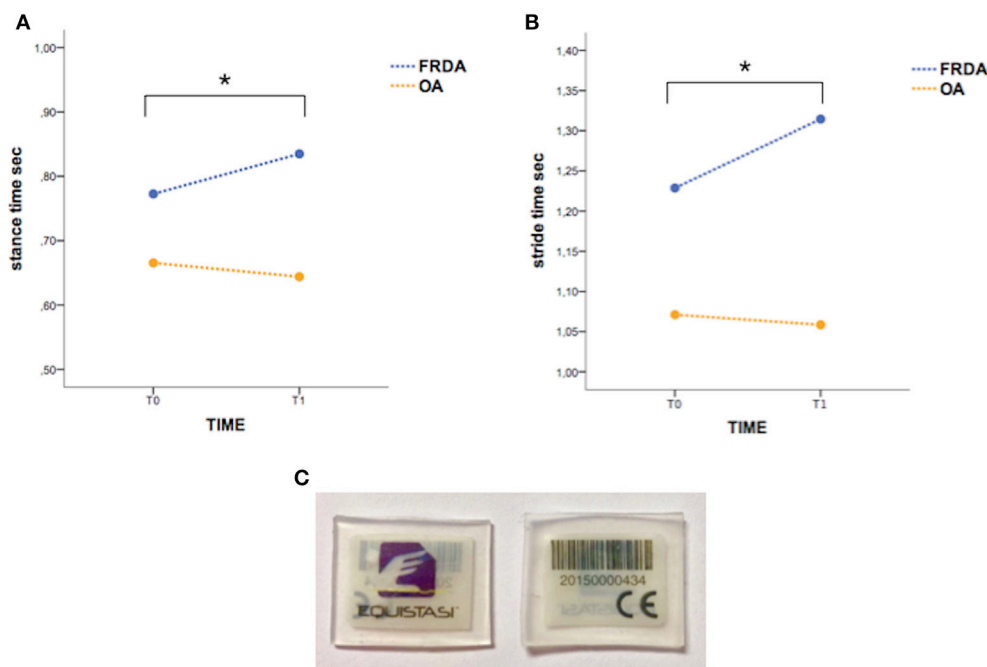 A
1,00
,90
,80
,70
,60
,50
stance time sec
T0
T1
TIME
*
FRDA
OA
B
1,40
1,35
1,30
1,25
1,20
1,15
1,10
1,05
1,00
stride time sec
T0
T1
TIME
*
FRDA
OA
C
EQUISTASI
CE
20150000434
CE